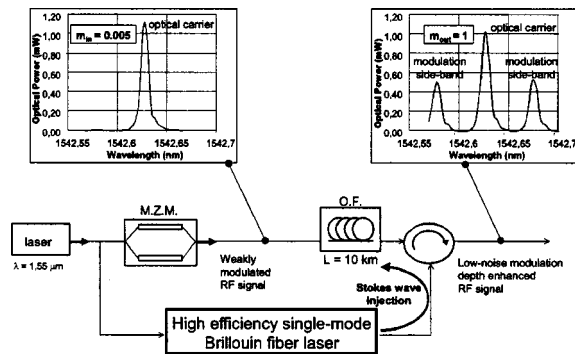 optical carrier
m_in = 0.005
Optical Power (mW)
1,20
1,00
0,80
0,60
0,40
0,20
0,00
1542,55
1542,6
1542,65
1542,7
Wavelength (nm)
optical carrier
m_out = 1
modulation
side-band
modulation
side-band
Optical Power (mW)
1,20
1,00
0,80
0,60
0,40
0,20
0,00
1542,55
1542,6
1542,65
1542,7
Wavelength (nm)
laser
λ = 1,55 µm
M.Z.M.
Weakly
modulated
RF signal
O.F.
L = 10 km
Stokes wave
injection
Low-noise modulation
depth enhanced
RF signal
High efficiency single-mode
Brillouin fiber laser